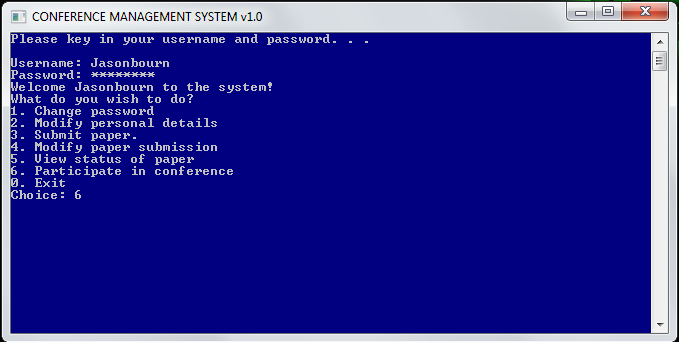 CONFERENCE MANAGEMENT SYSTEM v1.0
Please key in your username and password. . .
Username: Jasonbourn
Password: ********
Welcome Jasonbourn to the system!
What do you wish to do?
1. Change password
2. Modify personal details
3. Submit paper.
4. Modify paper submission
5. View status of paper
6. Participate in conference
0. Exit
Choice: 6